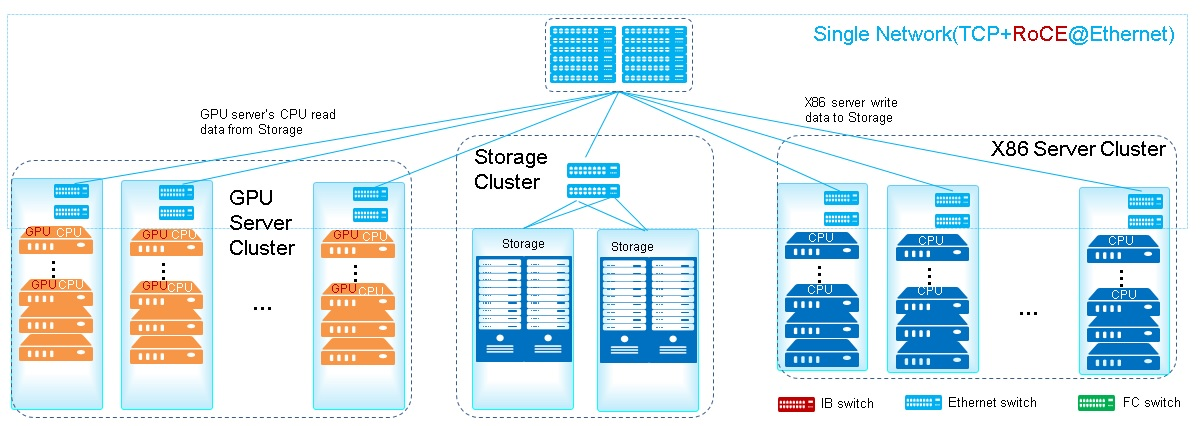 Single Network(TCP+RoCE@Ethernet)
GPU server's CPU read
data from Storage
X86 server write
data to Storage
Storage
Cluster
X86 Server Cluster
GPU
Server
Cluster
GPU CPU
GPU CPU
GPU CPU
Storage
Storage
CPU
CPU
CPU
GPU CPU
GPU CPU
GPU CPU
CPU
CPU
CPU
...
...
IB switch
Ethernet switch
FC switch